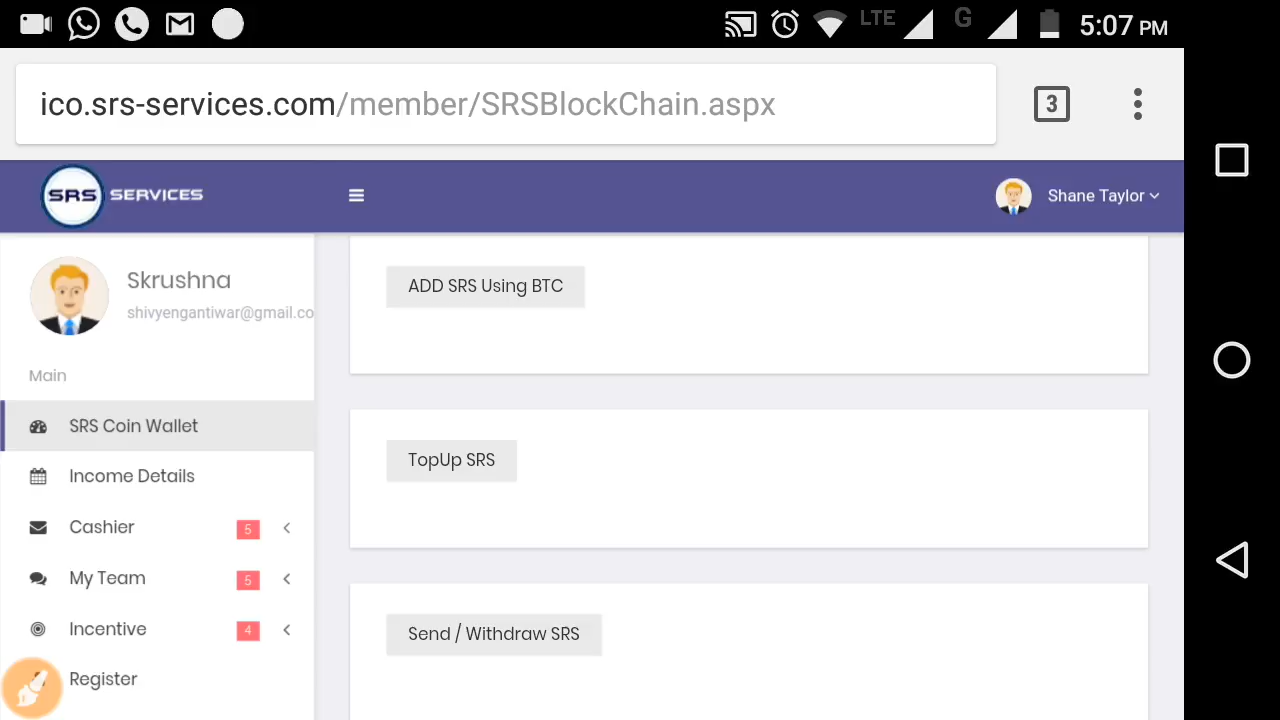 LTE G 5:07 PM
ico.srs-services.com/member/SRSBlockChain.aspx
3
SRS SERVICES
Shane Taylor
Skrushna
shivyengantiwar@gmail.co
Main
SRS Coin Wallet
Income Details
Cashier 5
My Team 5
Incentive 4
Register
ADD SRS Using BTC
TopUp SRS
Send / Withdraw SRS